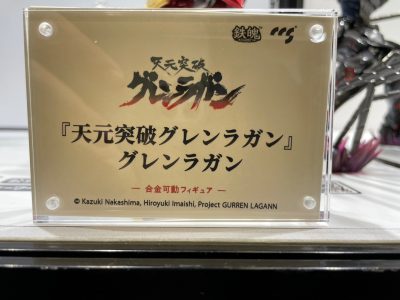 鉄魄 ccs
天元突破
グレンラガン
『天元突破グレンラガン』
グレンラガン
— 合金可動フィギュア —
© Kazuki Nakashima, Hiroyuki Imaishi, Project GURREN LAGANN